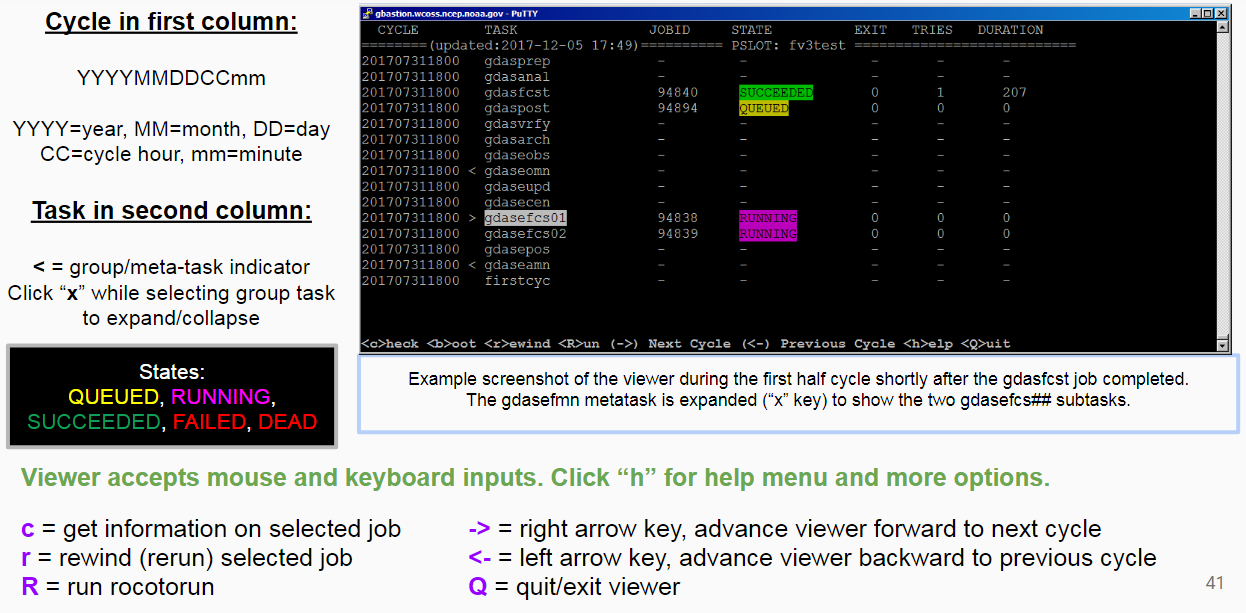 Cycle in first column:
YYYYMMDDCCmm
YYYY=year, MM=month, DD=day
CC=cycle hour, mm=minute
Task in second column:
< = group/meta-task indicator
Click “x” while selecting group task
to expand/collapse
States:
QUEUED, RUNNING,
SUCCEEDED, FAILED, DEAD
gbastion.wcoss.ncep.noaa.gov - PuTTY
CYCLE TASK JOBID STATE EXIT TRIES DURATION
========(updated:2017-12-05 17:49)========== PSLOT: fv3test ===========================
201707311800 gdasprep - - - - -
201707311800 gdasanal - - - - -
201707311800 gdasfcst 94840 SUCCEEDED 0 1 207
201707311800 gdaspost 94894 QUEUED 0 0 0
201707311800 gdasvrfy - - - - -
201707311800 gdasarch - - - - -
201707311800 gdaseobs - - - - -
201707311800 < gdaseomn - - - - -
201707311800 gdaseupd - - - - -
201707311800 gdasecen - - - - -
201707311800 > gdasefcs01 94838 RUNNING 0 0 0
201707311800 gdasefcs02 94839 RUNNING 0 0 0
201707311800 gdasepos - - - - -
201707311800 < gdaseamn - - - - -
201707311800 firstcyc - - - - -
<c>heck <b>oot <r>ewind <R>un (->) Next Cycle (<-) Previous Cycle <h>elp <Q>uit
Example screenshot of the viewer during the first half cycle shortly after the gdasfcst job completed.
The gdasefmn metatask is expanded (“x” key) to show the two gdasefcs## subtasks.
Viewer accepts mouse and keyboard inputs. Click “h” for help menu and more options.
c = get information on selected job
r = rewind (rerun) selected job
R = run rocotorun
-> = right arrow key, advance viewer forward to next cycle
<- = left arrow key, advance viewer backward to previous cycle
Q = quit/exit viewer
41